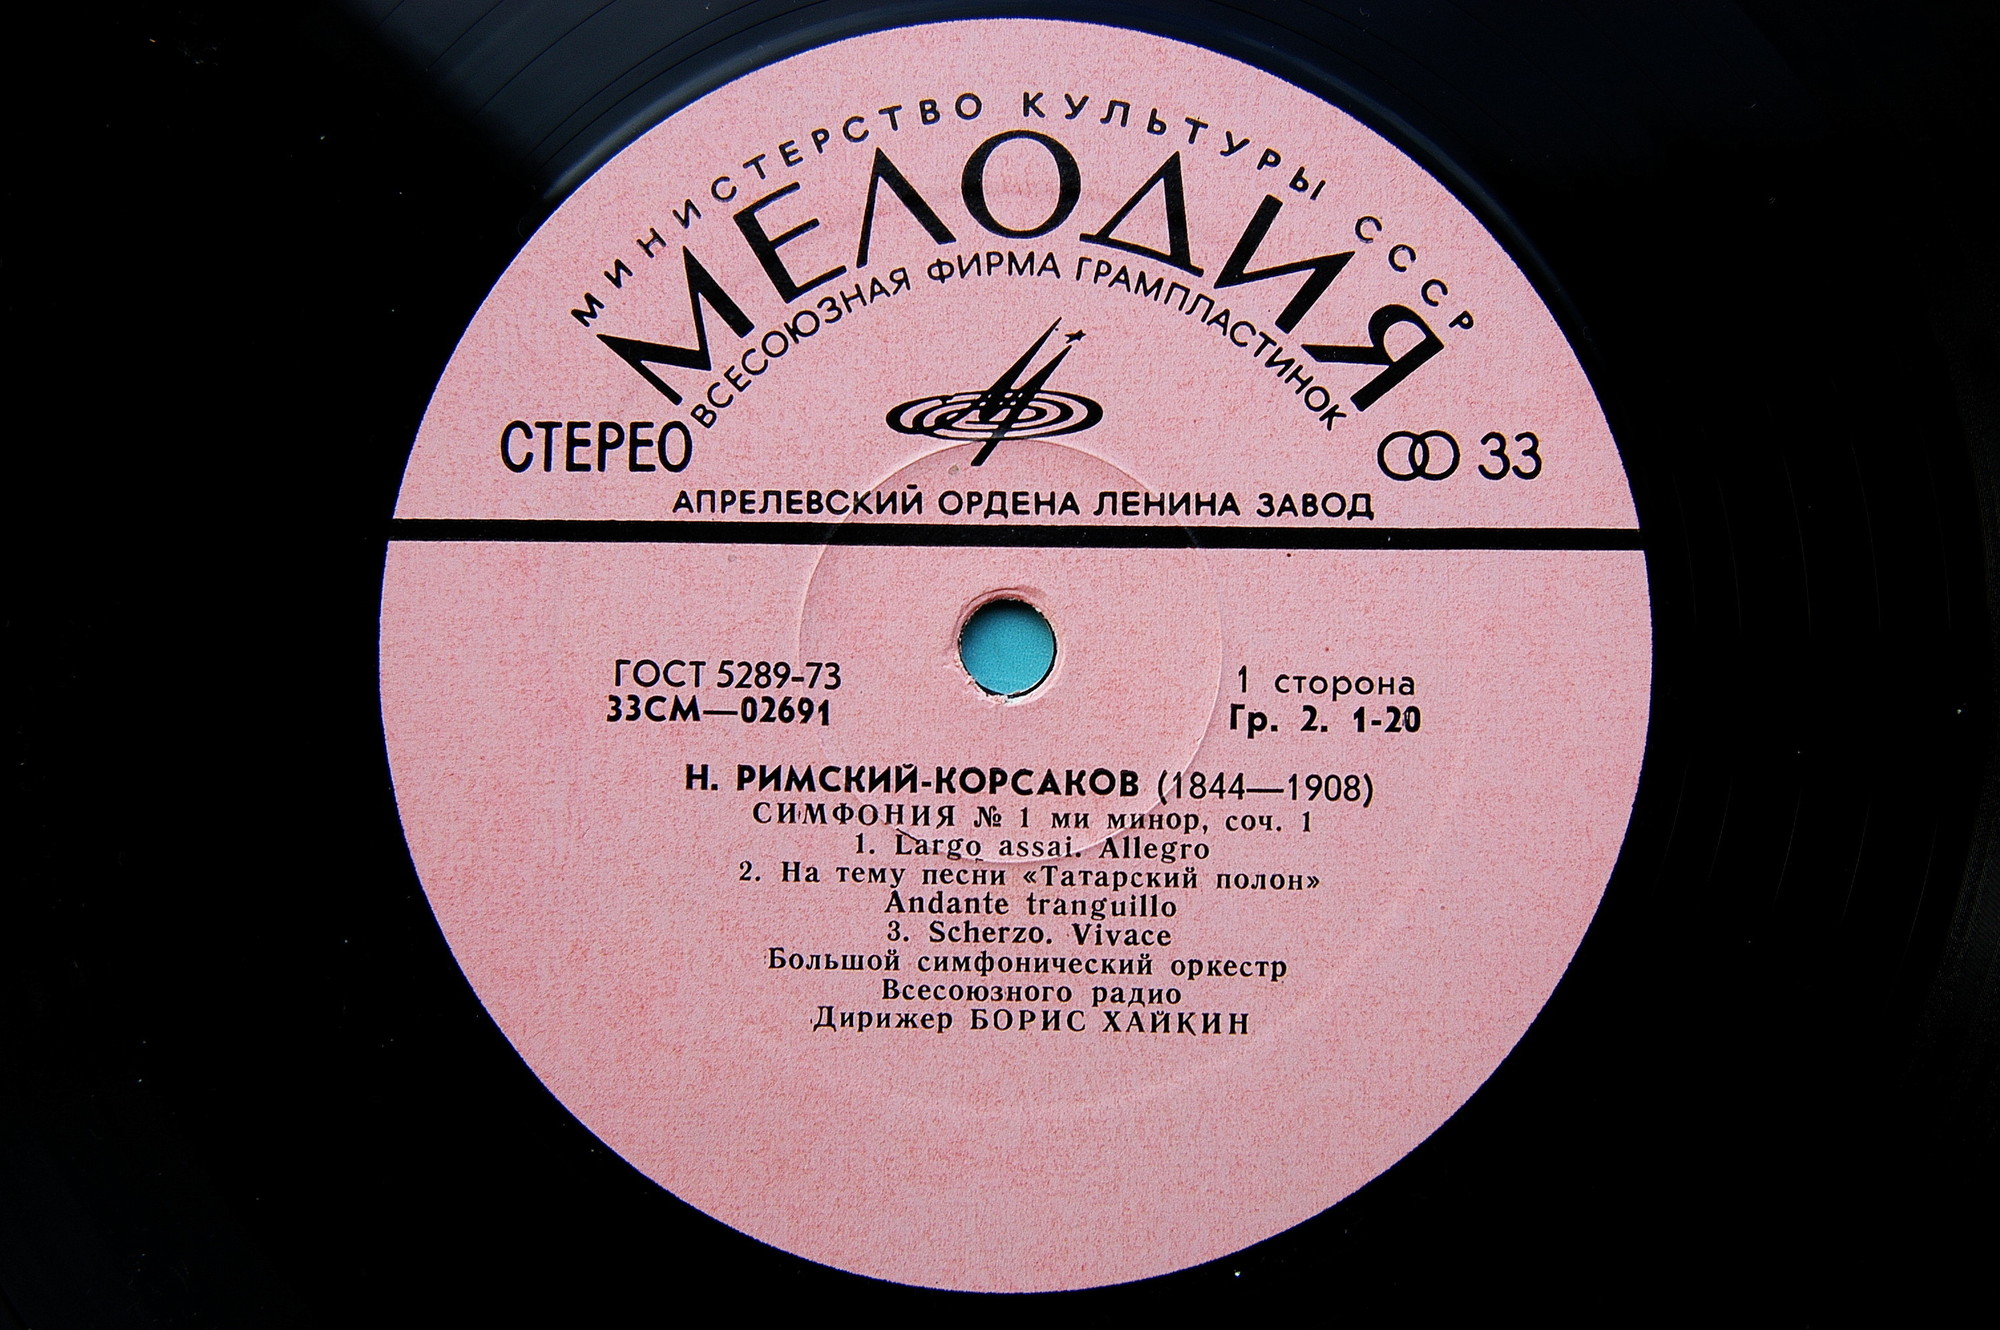 МИНИСТЕРСТВО КУЛЬТУРЫ СССР
МЕЛОДИЯ
ВСЕСОЮЗНАЯ ФИРМА ГРАМПЛАСТИНОК
СТЕРЕО
33
АПРЕЛЕВСКИЙ ОРДЕНА ЛЕНИНА ЗАВОД
ГОСТ 5289-73
33СМ—02691
1 сторона
Гр. 2. 1-20
Н. РИМСКИЙ-КОРСАКОВ (1844—1908)
СИМФОНИЯ № 1 ми минор, соч. 1
1. Largo assai. Allegro
2. На тему песни «Татарский полон»
Andante tranguillo
3. Scherzo. Vivace
Большой симфонический оркестр
Всесоюзного радио
Дирижер БОРИС ХАЙКИН